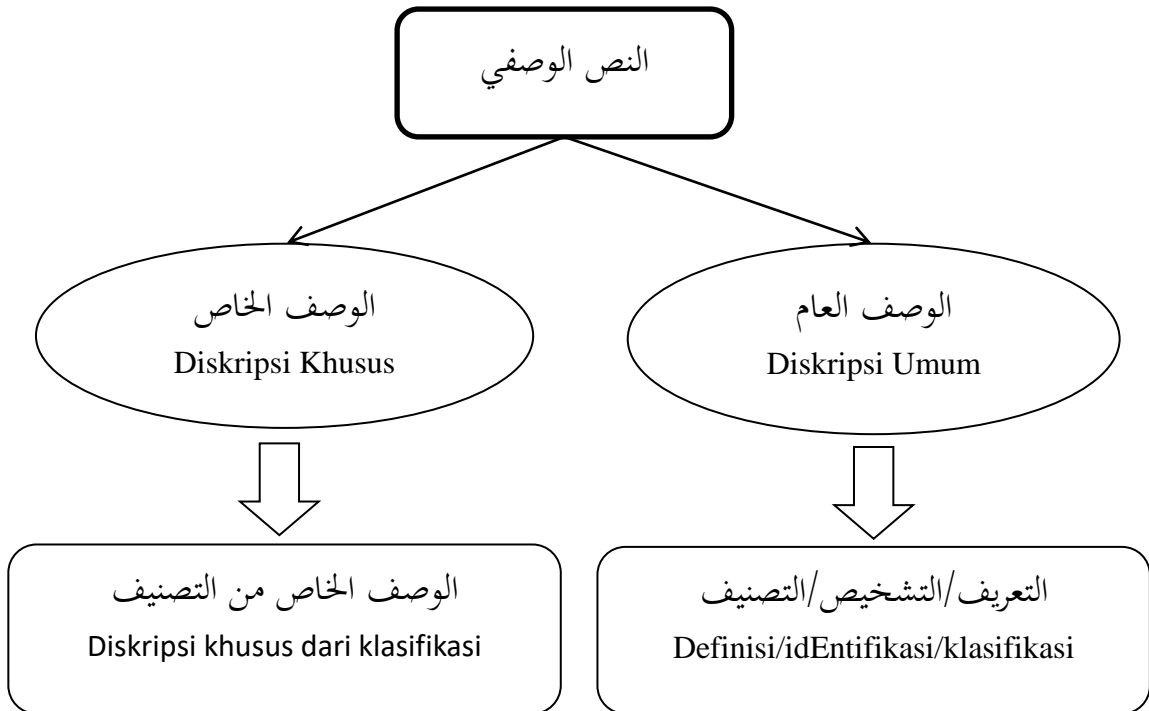 النص الوصفي
الوصف العام
Diskripsi Umum
الوصف الخاص
Diskripsi Khusus
التعريف/التشخيص/التصنيف
Definisi/idEntifikasi/klasifikasi
الوصف الخاص من التصنيف
Diskripsi khusus dari klasifikasi